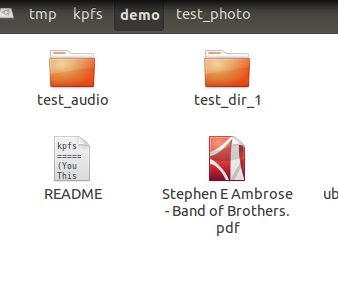 tmp kpfs demo test_photo
test_audio test_dir_1
kpfs
=====
(You
This
README Stephen E Ambrose
- Band of Brothers.
pdf
ub